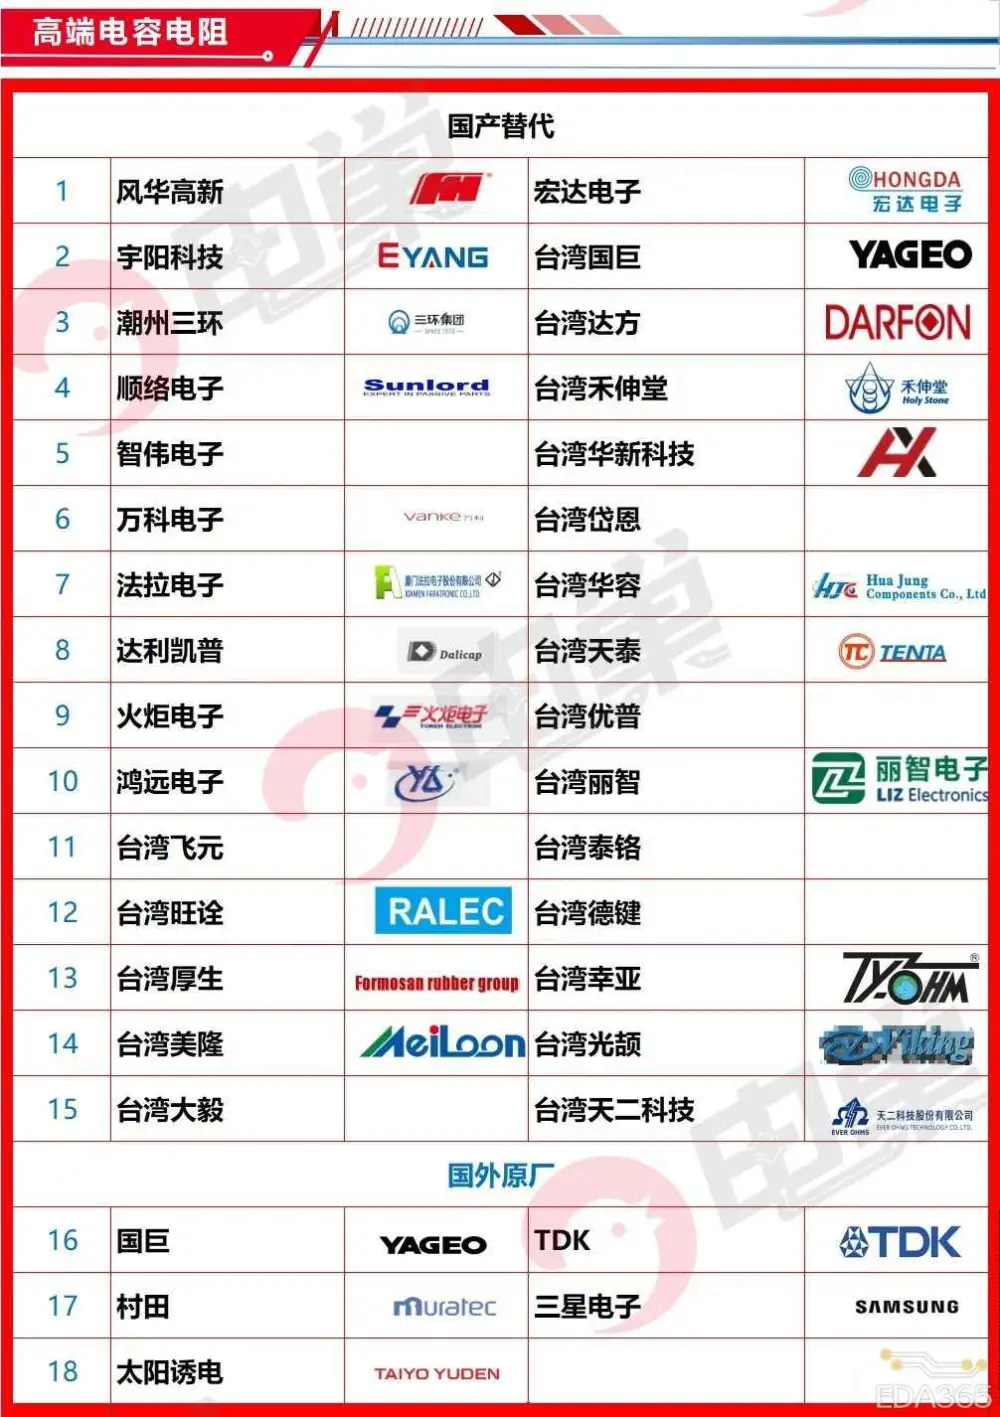 高端电容电阻
国产替代
1 风华高新 宏达电子 HONGDA 宏达电子
2 宇阳科技 EYANG 台湾国巨 YAGEO
3 潮州三环 三环集团 SINCE 1970 台湾达方 DARFON
4 顺络电子 Sunlord EXPERT IN PASSIVE PARTS 台湾禾伸堂 禾伸堂 Holy Stone
5 智伟电子 台湾华新科技
6 万科电子 vanke 万利 台湾岱恩
7 法拉电子 厦门法拉电子股份有限公司 XIAMEN FARATRONIC CO.,LTD. 台湾华容 HJC Hua Jung Components Co., Ltd
8 达利凯普 Dalicap 台湾天泰 TC TENTA
9 火炬电子 火炬电子 TORCH ELECTRON 台湾优普
10 鸿远电子 台湾丽智 丽智电子 LIZ Electronics
11 台湾飞元 台湾泰铭
12 台湾旺诠 RALEC 台湾德键
13 台湾厚生 Formosan rubber group 台湾幸亚 TY-OHM ®
14 台湾美隆 MeiLoon 台湾光颉 Viking
15 台湾大毅 台湾天二科技 EVER OHMS 天二科技股份有限公司 EVER OHMS TECHNOLOGY CO., LTD.
国外原厂
16 国巨 YAGEO TDK TDK
17 村田 muratec 三星电子 SAMSUNG
18 太阳诱电 TAIYO YUDEN
EDA365